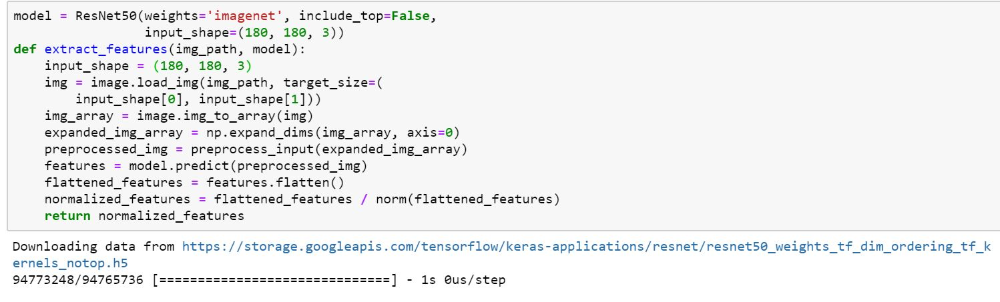 model = ResNet50(weights='imagenet', include_top=False,
                 input_shape=(180, 180, 3))
def extract_features(img_path, model):
    input_shape = (180, 180, 3)
    img = image.load_img(img_path, target_size=(
        input_shape[0], input_shape[1]))
    img_array = image.img_to_array(img)
    expanded_img_array = np.expand_dims(img_array, axis=0)
    preprocessed_img = preprocess_input(expanded_img_array)
    features = model.predict(preprocessed_img)
    flattened_features = features.flatten()
    normalized_features = flattened_features / norm(flattened_features)
    return normalized_features
Downloading data from https://storage.googleapis.com/tensorflow/keras-applications/resnet/resnet50_weights_tf_dim_ordering_tf_k
ernels_notop.h5
94773248/94765736 [==============================] - 1s 0us/step